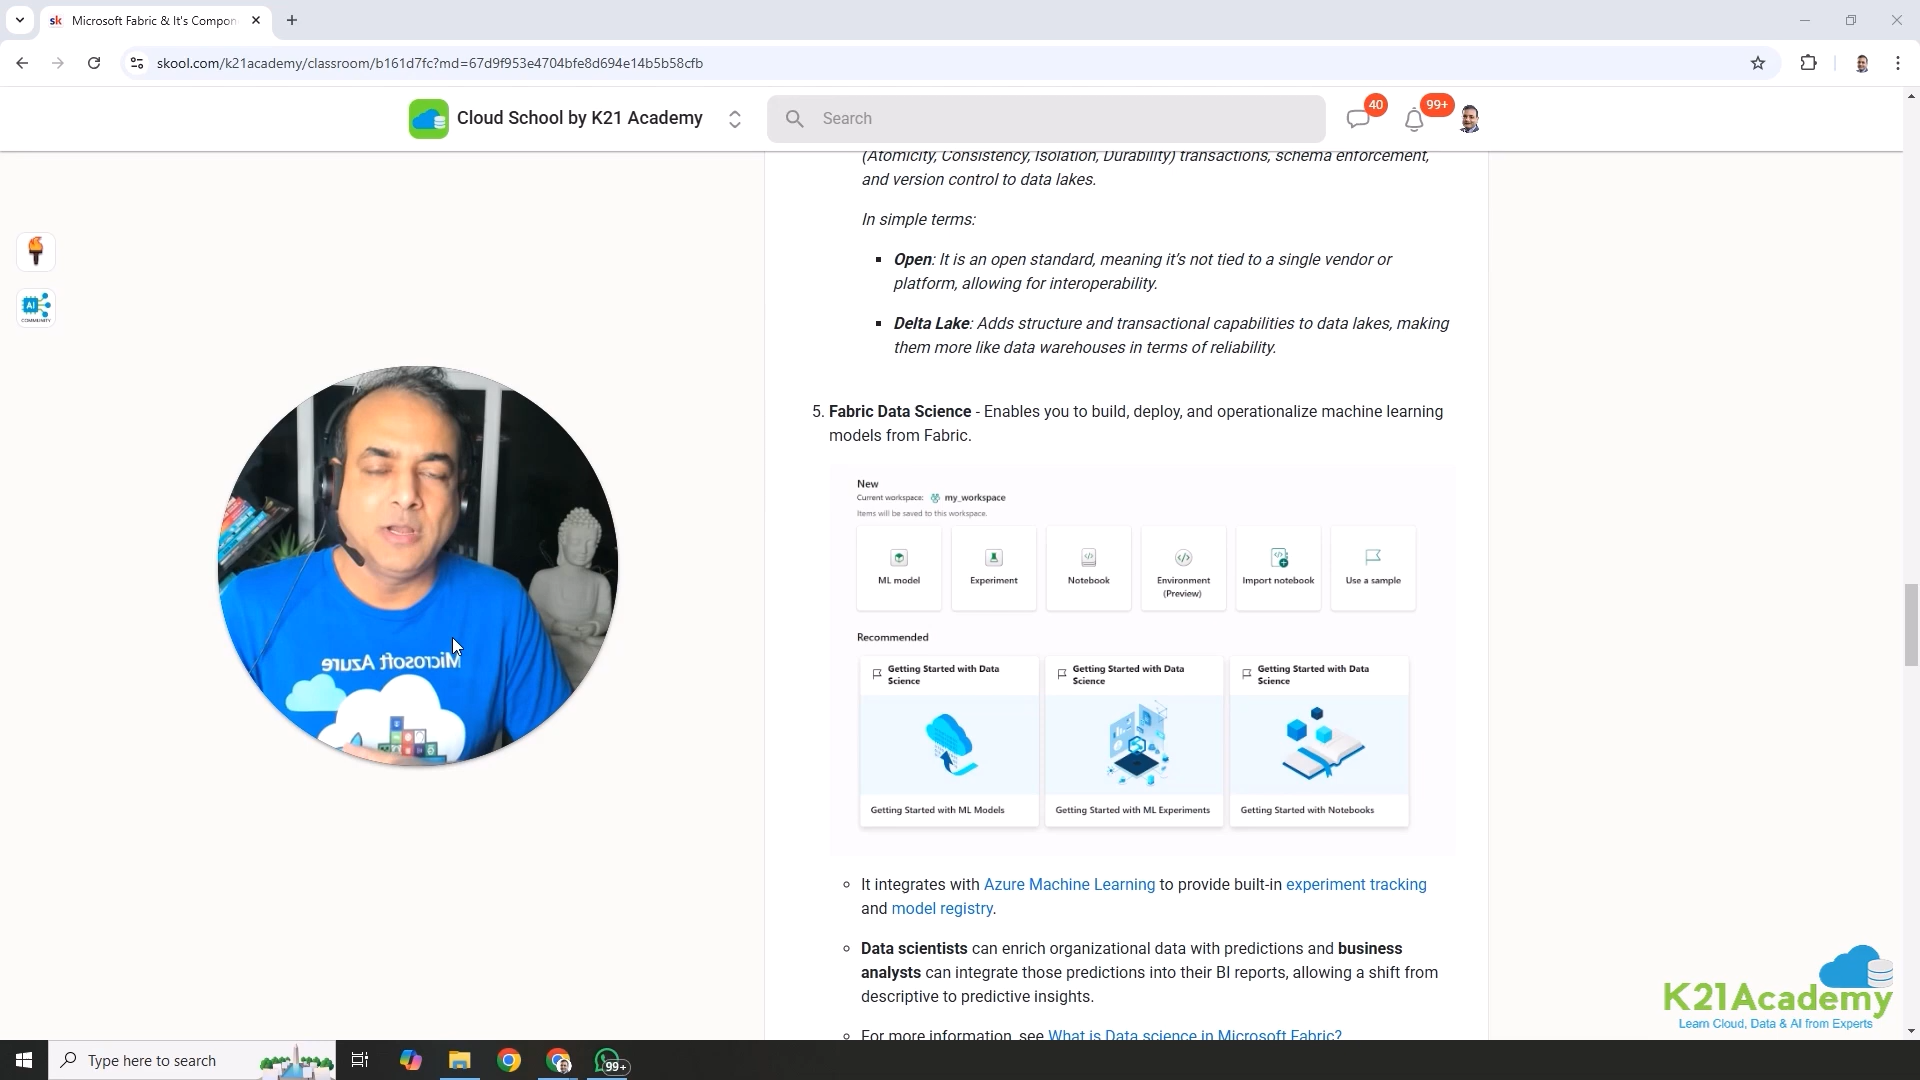 sk Microsoft Fabric & It's Compon
skool.com/k21academy/classroom/b161d7fc?md=67d9f953e4704bfe8d694e14b5b58cfb
Cloud School by K21 Academy
Search
40
99+
AI
COMMUNITY
(Atomicity, Consistency, Isolation, Durability) transactions, schema enforcement,
and version control to data lakes.
In simple terms:
▪ Open: It is an open standard, meaning it's not tied to a single vendor or
platform, allowing for interoperability.
▪ Delta Lake: Adds structure and transactional capabilities to data lakes, making
them more like data warehouses in terms of reliability.
5. Fabric Data Science - Enables you to build, deploy, and operationalize machine learning
models from Fabric.
New
Current workspace: my_workspace
Items will be saved to this workspace.
ML model
Experiment
Notebook
Environment
(Preview)
Import notebook
Use a sample
Recommended
Getting Started with Data
Science
Getting Started with Data
Science
Getting Started with Data
Science
Getting Started with ML Models
Getting Started with ML Experiments
Getting Started with Notebooks
Microsoft Azure
It integrates with Azure Machine Learning to provide built-in experiment tracking
and model registry.
Data scientists can enrich organizational data with predictions and business
analysts can integrate those predictions into their BI reports, allowing a shift from
descriptive to predictive insights.
For more information, see What is Data science in Microsoft Fabric?
K21Academy
Learn Cloud, Data & AI from Experts
Type here to search
99+